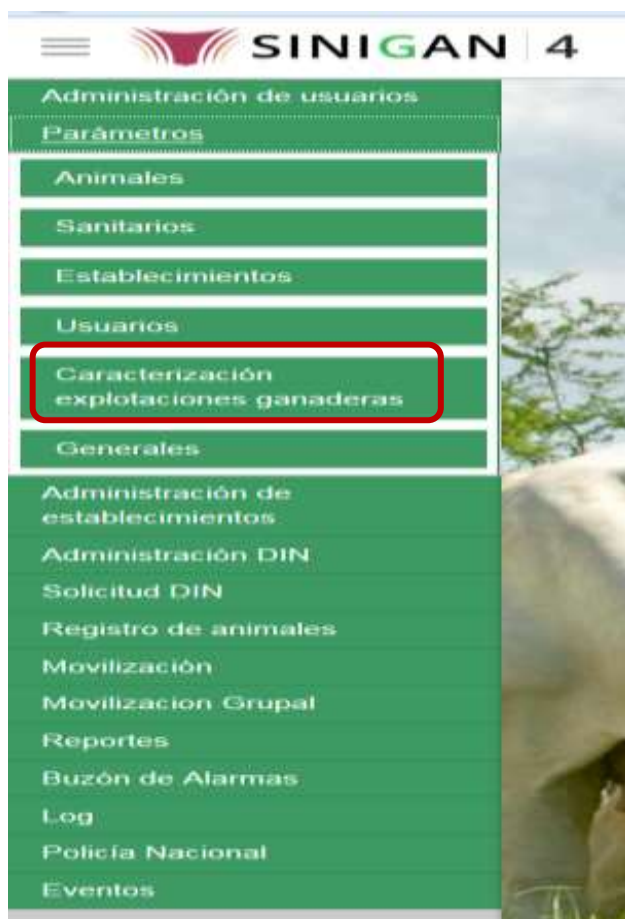 SINIGAN 4
Administración de usuarios
Parámetros
Animales
Sanitarios
Establecimientos
Usuarios
Caracterización
explotaciones ganaderas
Generales
Administración de
establecimientos
Administración DIN
Solicitud DIN
Registro de animales
Movilización
Movilizacion Grupal
Reportes
Buzón de Alarmas
Log
Policía Nacional
Eventos